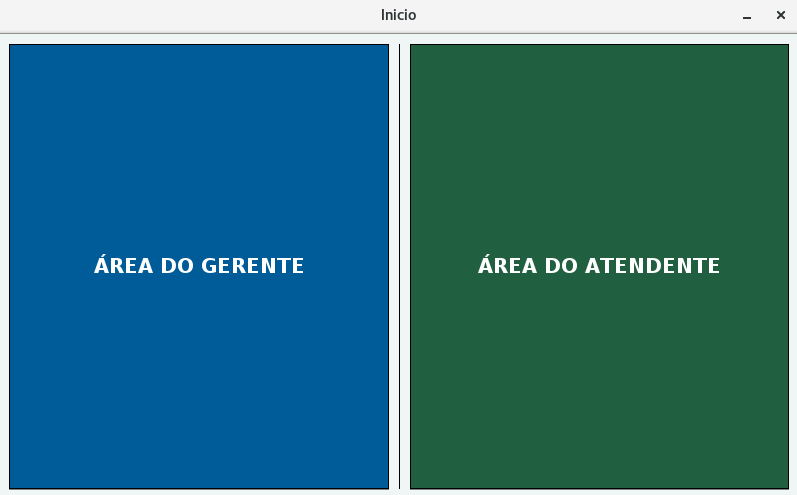 Inicio
ÁREA DO GERENTE
ÁREA DO ATENDENTE